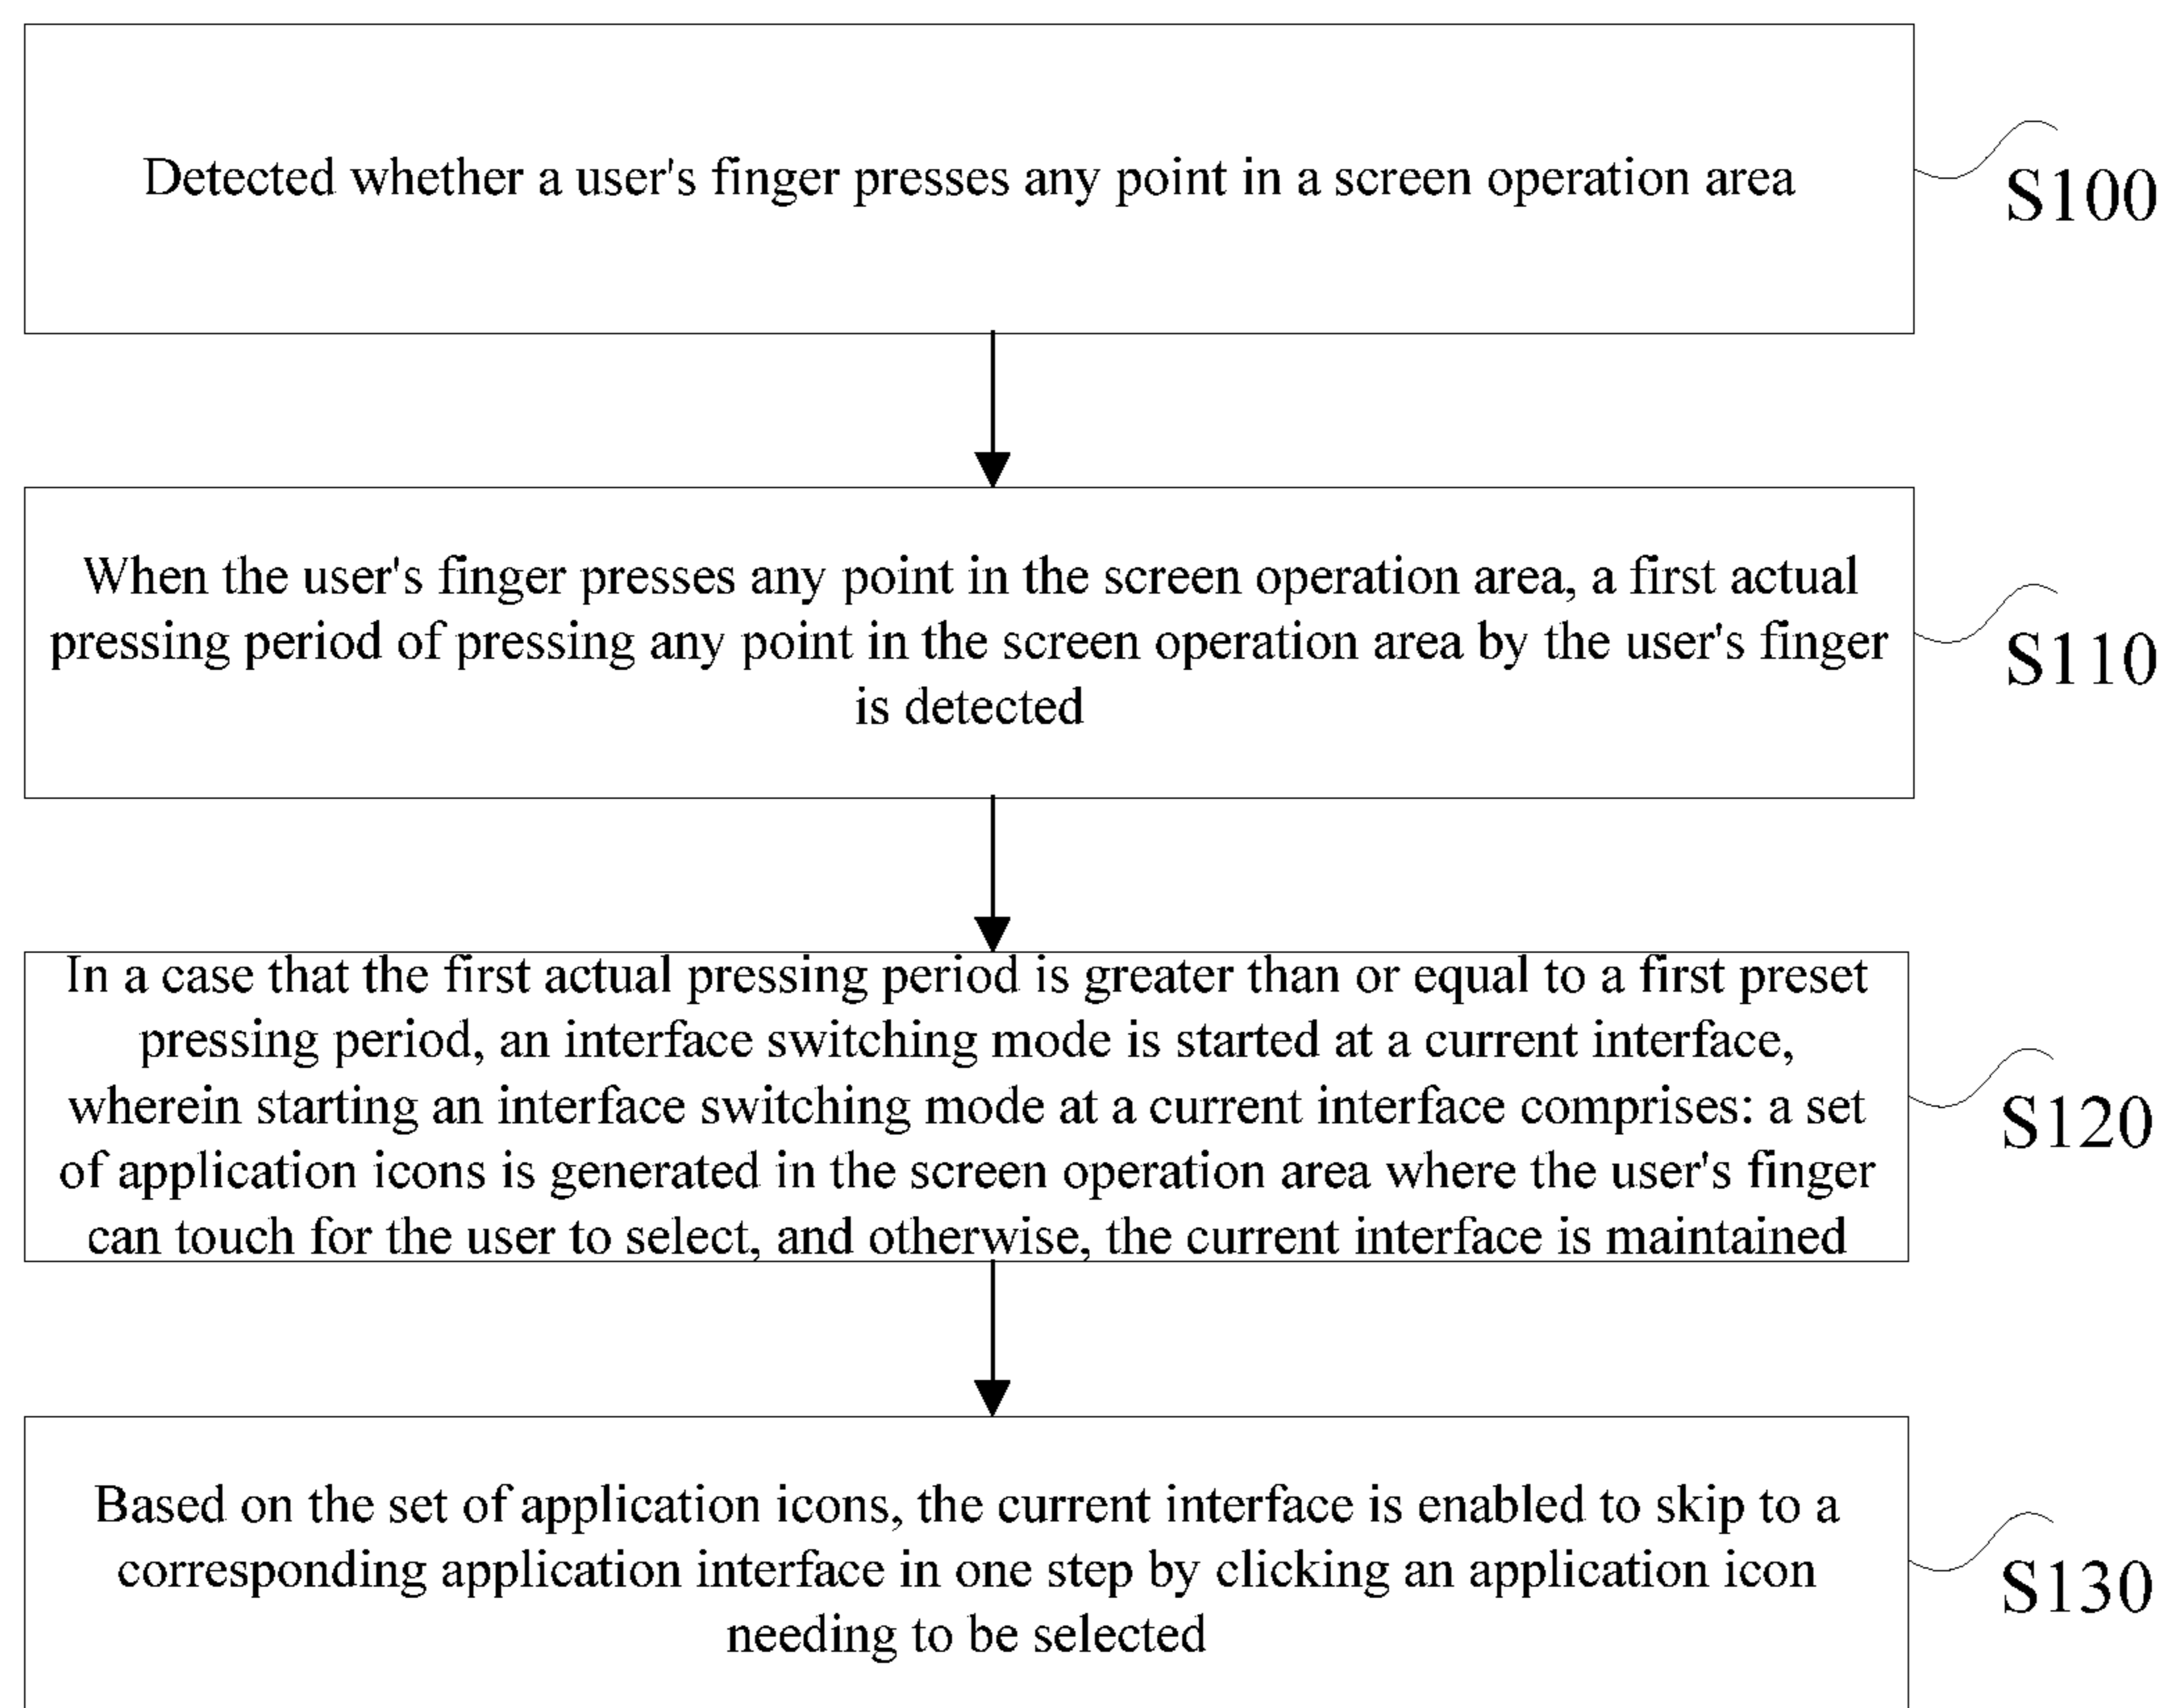 Detected whether a user's finger presses any point in a screen operation area
S100
When the user's finger presses any point in the screen operation area, a first actual
pressing period of pressing any point in the screen operation area by the user's finger
is detected
S110
In a case that the first actual pressing period is greater than or equal to a first preset
pressing period, an interface switching mode is started at a current interface,
wherein starting an interface switching mode at a current interface comprises: a set
of application icons is generated in the screen operation area where the user's finger
can touch for the user to select, and otherwise, the current interface is maintained
S120
Based on the set of application icons, the current interface is enabled to skip to a
corresponding application interface in one step by clicking an application icon
needing to be selected
S130